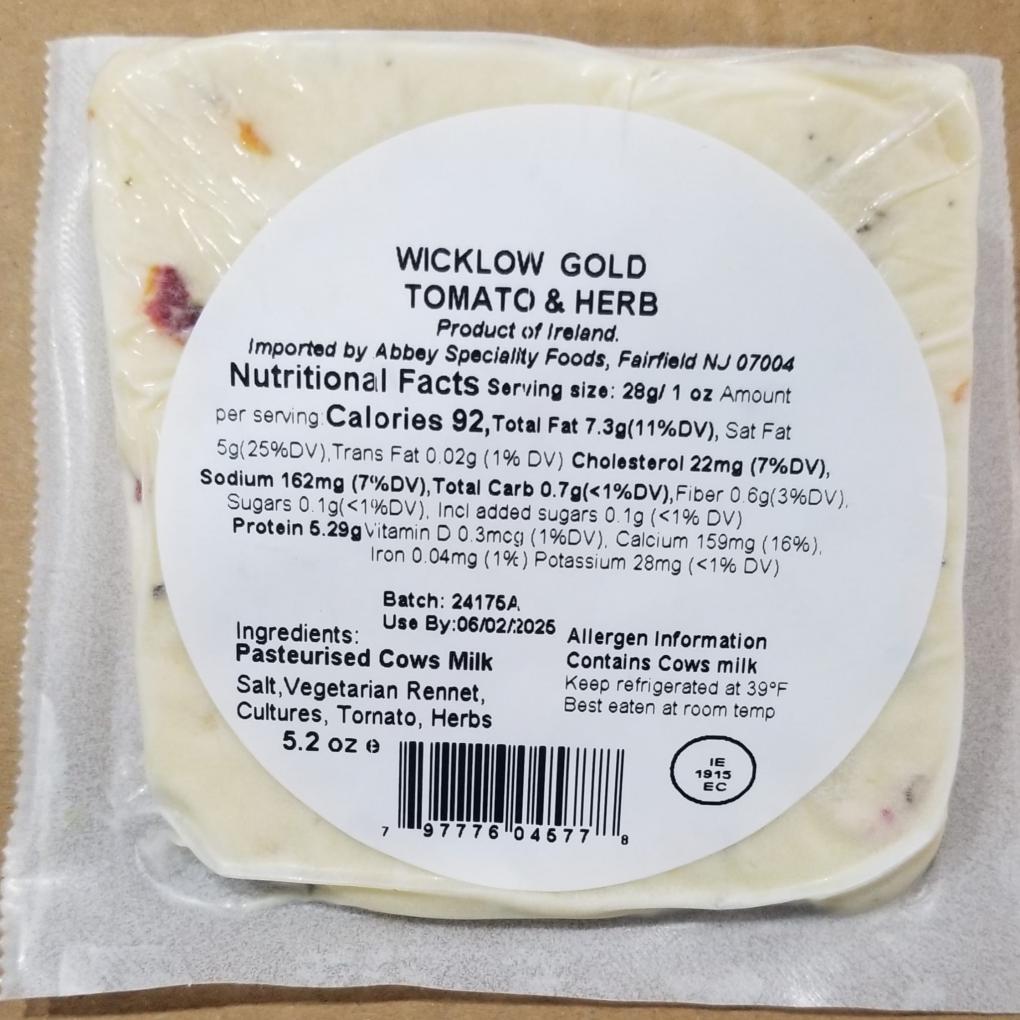 WICKLOW GOLD
TOMATO & HERB
Product of Ireland.
Imported by Abbey Speciality Foods, Fairfield NJ 07004
Nutritional Facts Serving size: 28g/ 1 oz Amount
per serving Calories 92, Total Fat 7.3g(11%DV), Sat Fat
5g(25%DV), Trans Fat 0.02g (1% DV) Cholesterol 22mg (7%DV),
Sodium 162mg (7%DV), Total Carb 0.7g(<1%DV), Fiber 0.6g(3%DV),
Sugars 0.1g(<1%DV), Incl added sugars 0.1g (<1% DV)
Protein 5.29g Vitamin D 0.3mcg (1%DV), Calcium 159mg (16%),
Iron 0.04mg (1%) Potassium 28mg (<1% DV)
Batch: 24175A
Use By:06/02/2025
Ingredients:
Pasteurised Cows Milk
Salt, Vegetarian Rennet,
Cultures, Tomato, Herbs
5.2 oz e
Allergen Information
Contains Cows milk
Keep refrigerated at 39°F
Best eaten at room temp
IE
1915
EC
7 97776 04577 8